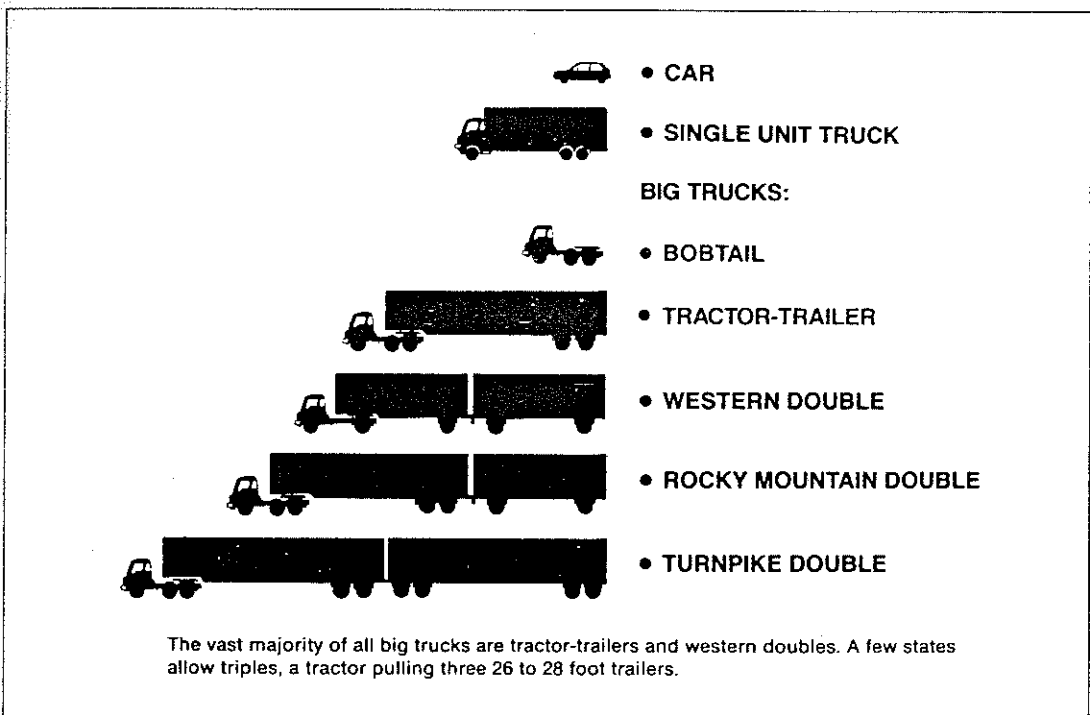 • CAR
• SINGLE UNIT TRUCK
BIG TRUCKS:
• BOBTAIL
• TRACTOR-TRAILER
• WESTERN DOUBLE
• ROCKY MOUNTAIN DOUBLE
• TURNPIKE DOUBLE
The vast majority of all big trucks are tractor-trailers and western doubles. A few states
allow triples, a tractor pulling three 26 to 28 foot trailers.